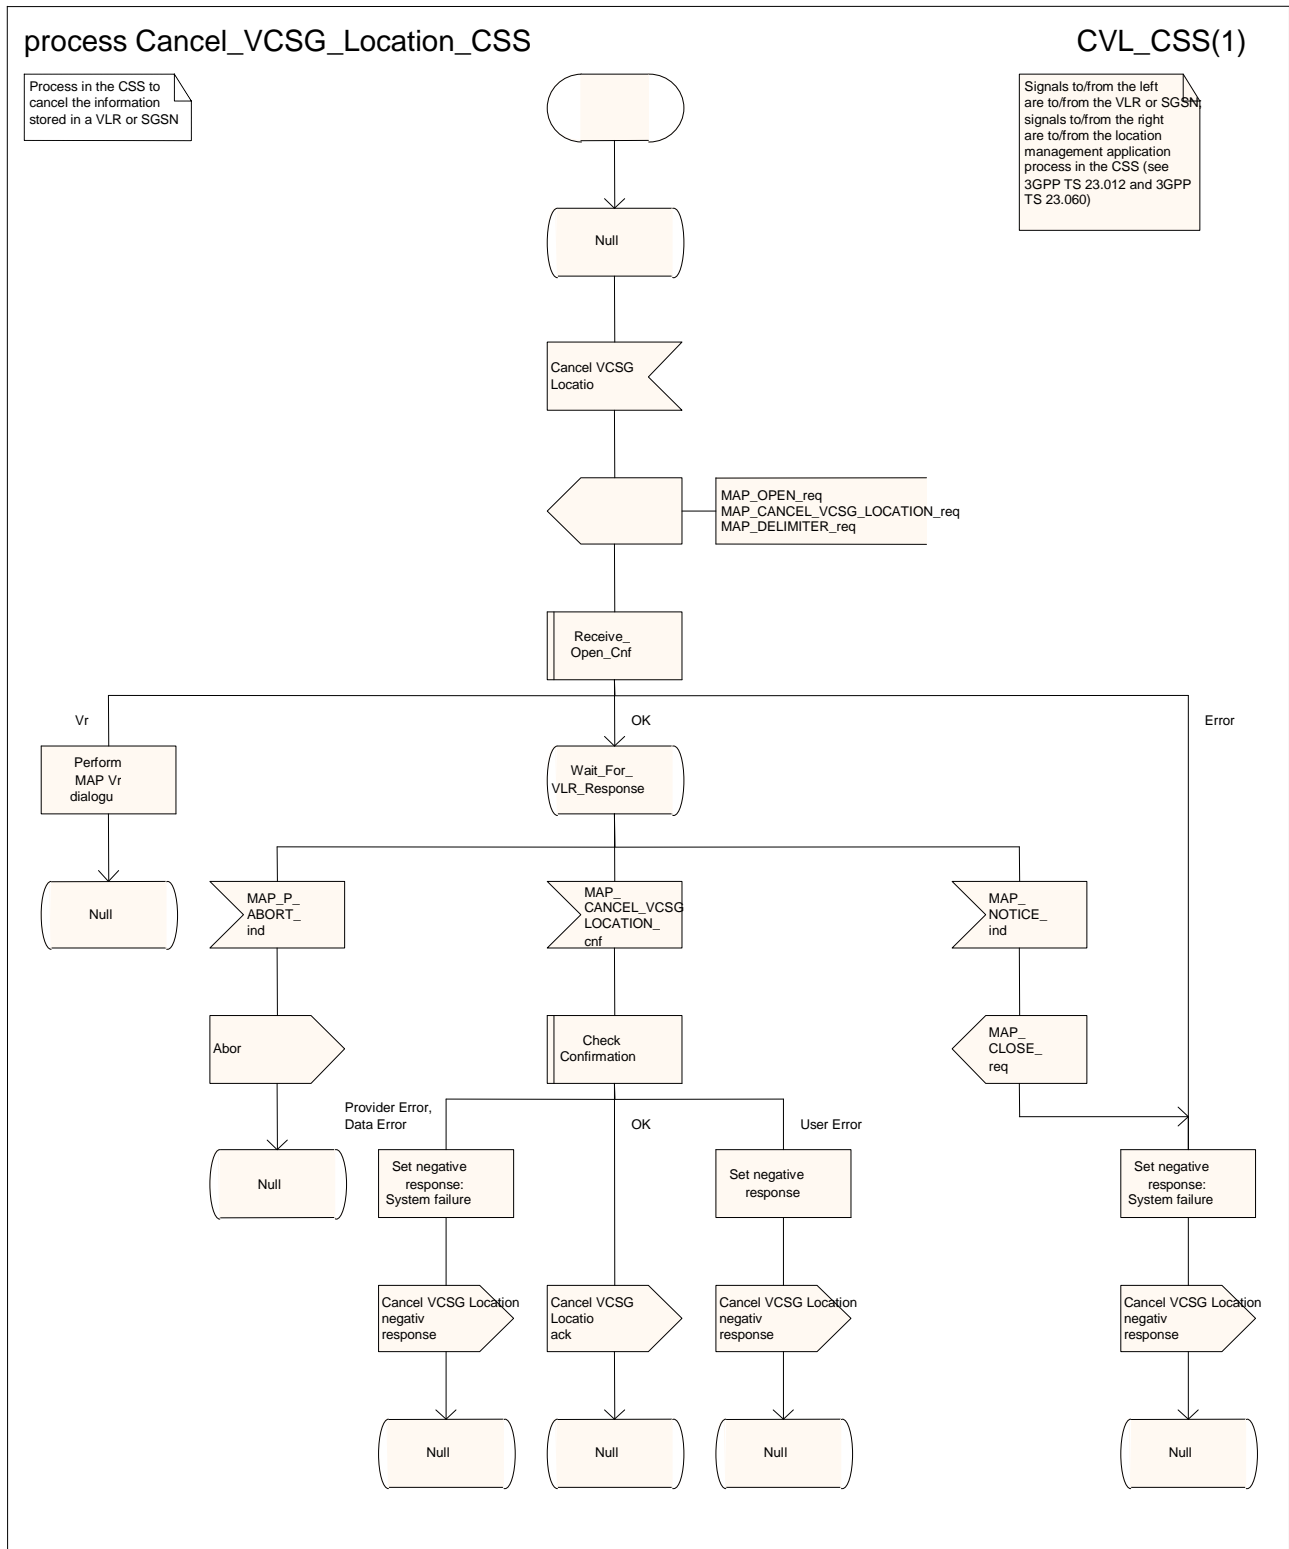 process Cancel_VCSG_Location_CSS
CVL_CSS(1)
Process in the CSS to
cancel the information
stored in a VLR or SGSN
Signals to/from the left
are to/from the VLR or SGSN;
signals to/from the right
are to/from the location
management application
process in the CSS (see
3GPP TS 23.012 and 3GPP
TS 23.060)
Null
Cancel VCSG
Locatio
MAP_OPEN_req
MAP_CANCEL_VCSG_LOCATION_req
MAP_DELIMITER_req
Receive_
Open_Cnf
Vr
OK
Error
Perform
MAP Vr
dialogu
Wait_For_
VLR_Response
Null
MAP_P_
ABORT_
ind
MAP_
CANCEL_VCSG
LOCATION_
cnf
MAP_
NOTICE_
ind
Abor
Check
Confirmation
MAP_
CLOSE_
req
Provider Error,
Data Error
OK
User Error
Null
Set negative
response:
System failure
Set negative
response
Set negative
response:
System failure
Cancel VCSG Location
negativ
response
Cancel VCSG
Locatio
ack
Cancel VCSG Location
negativ
response
Cancel VCSG Location
negativ
response
Null
Null
Null
Null